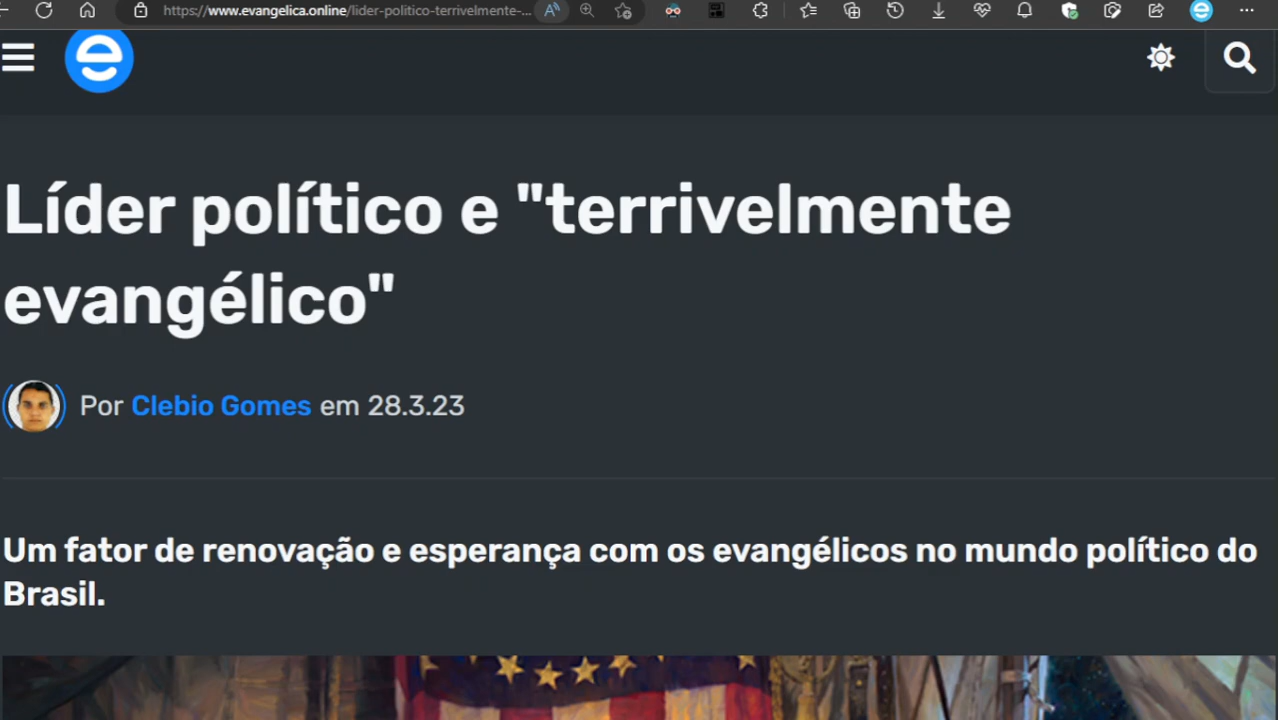 https://www.evangelica.online/lider-politico-terrivelmente-...
Líder político e "terrivelmente
evangélico"
Por Clebio Gomes em 28.3.23
Um fator de renovação e esperança com os evangélicos no mundo político do
Brasil.